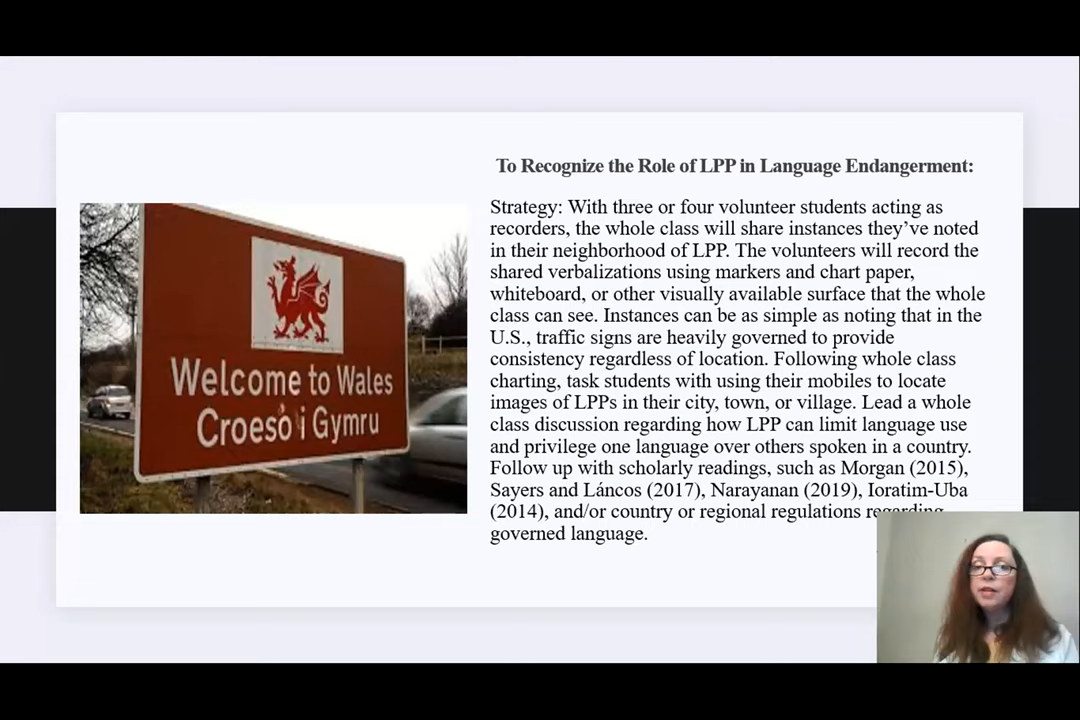 To Recognize the Role of LPP in Language Endangerment:
Strategy: With three or four volunteer students acting as
recorders, the whole class will share instances they’ve noted
in their neighborhood of LPP. The volunteers will record the
shared verbalizations using markers and chart paper,
whiteboard, or other visually available surface that the whole
class can see. Instances can be as simple as noting that in the
U.S., traffic signs are heavily governed to provide
consistency regardless of location. Following whole class
charting, task students with using their mobiles to locate
images of LPPs in their city, town, or village. Lead a whole
class discussion regarding how LPP can limit language use
and privilege one language over others spoken in a country.
Follow up with scholarly readings, such as Morgan (2015),
Sayers and Láncos (2017), Narayanan (2019), Ioratim-Uba
(2014), and/or country or regional regulations regarding
governed language.
Welcome to Wales
Croeso i Gymru